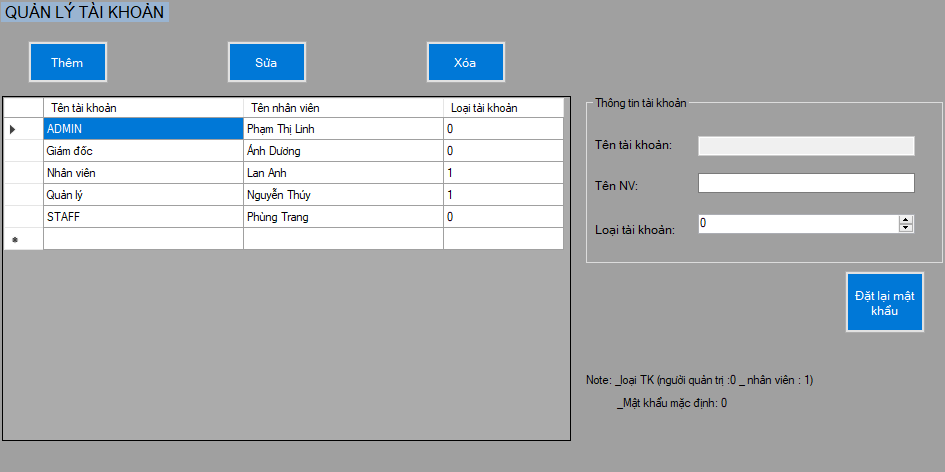 QUẢN LÝ TÀI KHOẢN
Thêm Sửa Xóa
Tên tài khoản Tên nhân viên Loại tài khoản
ADMIN Phạm Thị Linh 0
Giám đốc Ánh Dương 0
Nhân viên Lan Anh 1
Quản lý Nguyễn Thúy 1
STAFF Phùng Trang 0
Thông tin tài khoản
Tên tài khoản:
Tên NV:
Loại tài khoản: 0
Đặt lại mật
khẩu
Note: _loại TK (người quản trị :0 _ nhân viên : 1)
_Mật khẩu mặc định: 0